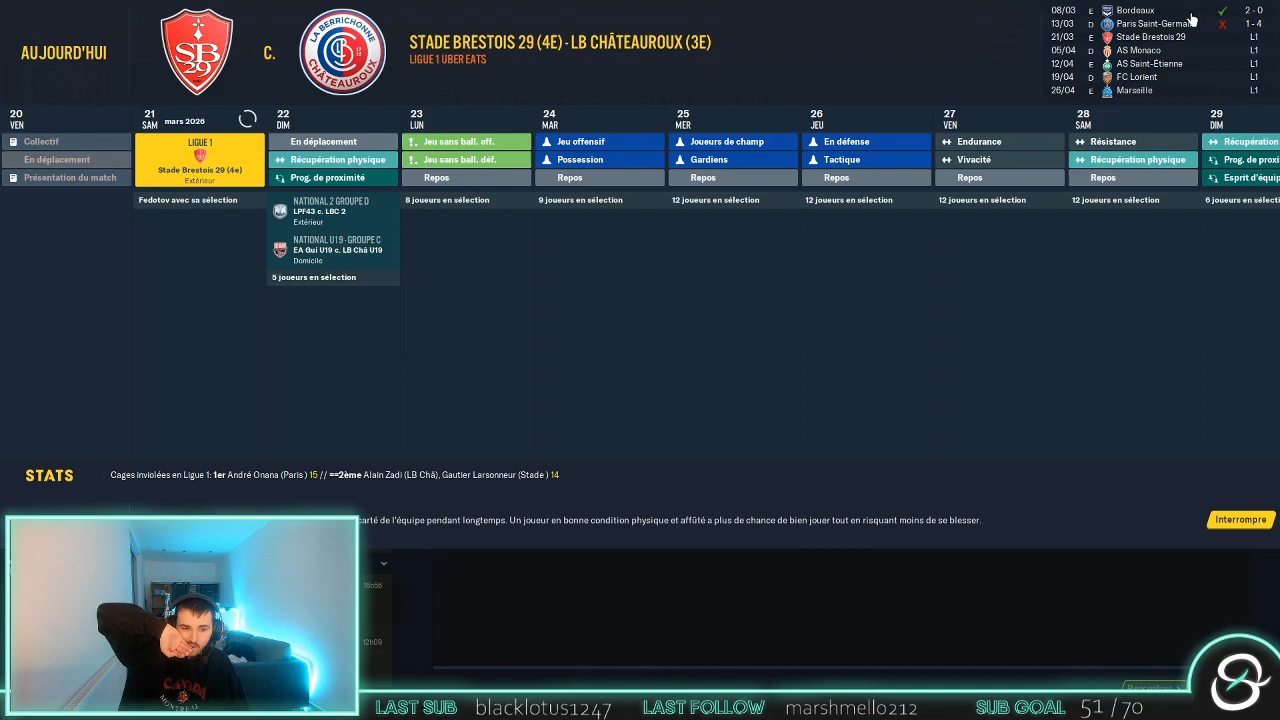 AUJOURD'HUI
SB
29
C.
LA BERRICHONNE
CHÂTEAUROUX
STADE BRESTOIS 29 (4E) - LB CHÂTEAUROUX (3E)
LIGUE 1 UBER EATS
08/03 E Bordeaux 2 - 0
13/03 D Paris Saint-Germain X 1 - 4
21/03 E Stade Brestois 29 L1
05/04 D AS Monaco L1
12/04 E AS Saint-Étienne L1
19/04 D FC Lorient L1
26/04 E Marseille L1
20 VEN
Collectif
En déplacement
Présentation du match
21 SAM mars 2026
LIGUE 1
Stade Brestois 29 (4e)
Extérieur
Fedotov avec sa sélection
22 DIM
En déplacement
Récupération physique
Prog. de proximité
NATIONAL 2 GROUPE D
LPF43 c. LBC 2
Extérieur
NATIONAL U19 - GROUPE C
EA Gui U19 c. LB Châ U19
Domicile
5 joueurs en sélection
23 LUN
Jeu sans ball. off.
Jeu sans ball. déf.
Repos
8 joueurs en sélection
24 MAR
Jeu offensif
Possession
Repos
9 joueurs en sélection
25 MER
Joueurs de champ
Gardiens
Repos
12 joueurs en sélection
26 JEU
En défense
Tactique
Repos
12 joueurs en sélection
27 VEN
Endurance
Vivacité
Repos
12 joueurs en sélection
28 SAM
Résistance
Récupération physique
Repos
12 joueurs en sélection
29 DIM
Récupération
Prog. de proxi
Esprit d'équip
6 joueurs en sélecti
STATS
Cages inviolées en Ligue 1: 1er André Onana (Paris ) 15 // ==2ème Alain Zadi (LB Châ), Gautier Larsonneur (Stade ) 14
carté de l'équipe pendant longtemps. Un joueur en bonne condition physique et affûté a plus de chance de bien jouer tout en risquant moins de se blesser.
Interrompre
15h56
12h09
CANADA
LAST SUB blacklotus1247 LAST FOLLOW marshmello212 SUB GOAL 51 / 70